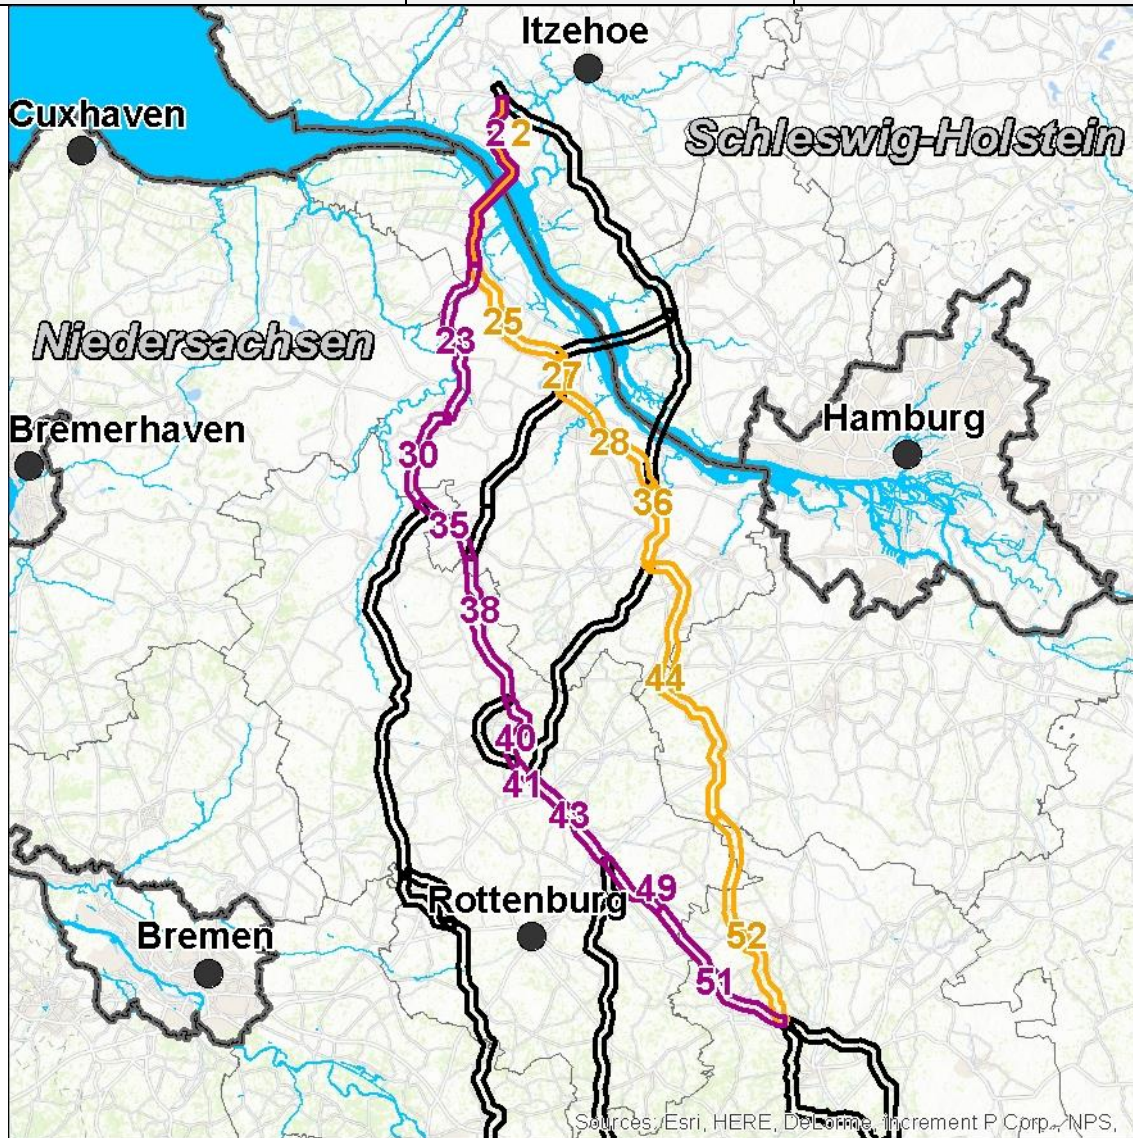 Itzehoe
Cuxhaven
2 2
Schleswig-Holstein
25
Niedersachsen
23
27
Hamburg
Bremerhaven
28
30
36
35
38
44
40
41
43
49
Rottenburg
Bremen
52
51
Sources: Esri, HERE, DeLorme, Increment P Corp., NPS,